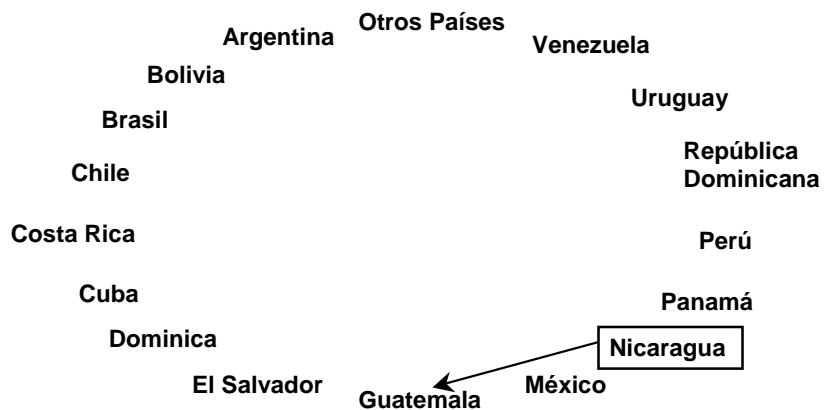 Otros Países
Argentina
Venezuela
Bolivia
Uruguay
Brasil
República
Dominicana
Chile
Costa Rica
Perú
Cuba
Panamá
Dominica
Nicaragua
El Salvador
México
Guatemala